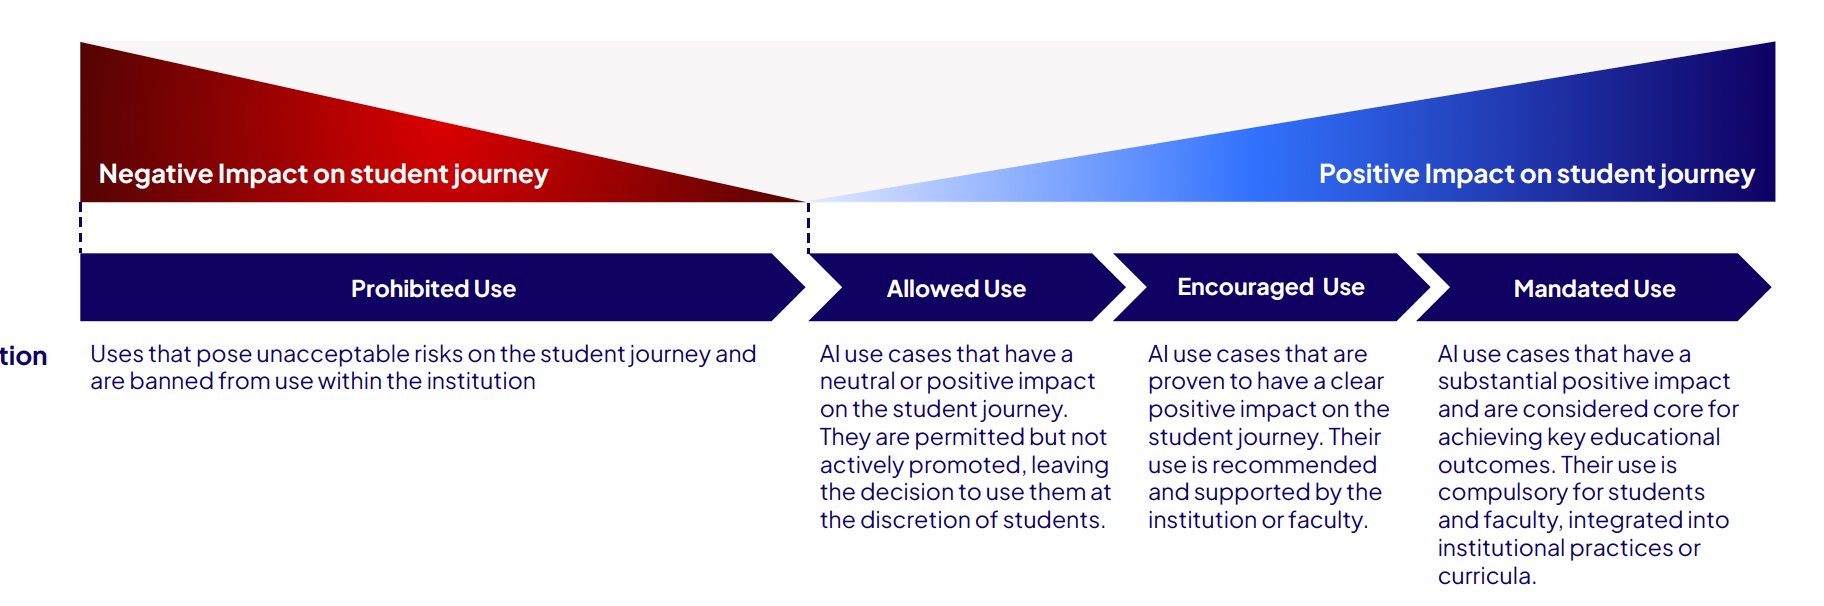 Negative Impact on student journey
Positive Impact on student journey
Prohibited Use
Allowed Use
Encouraged Use
Mandated Use
tion
Uses that pose unacceptable risks on the student journey and
are banned from use within the institution
AI use cases that have a
neutral or positive impact
on the student journey.
They are permitted but not
actively promoted, leaving
the decision to use them at
the discretion of students.
AI use cases that are
proven to have a clear
positive impact on the
student journey. Their
use is recommended
and supported by the
institution or faculty.
AI use cases that have a
substantial positive impact
and are considered core for
achieving key educational
outcomes. Their use is
compulsory for students
and faculty, integrated into
institutional practices or
curricula.